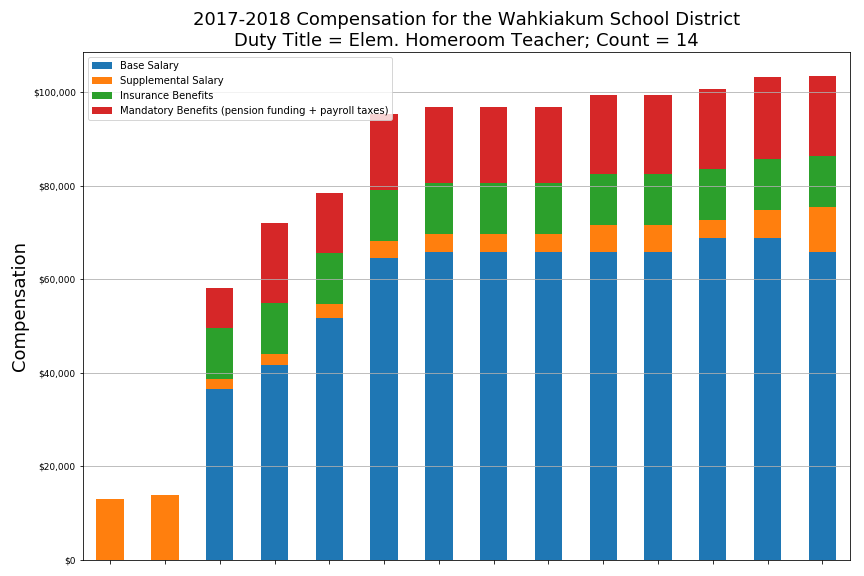 2017-2018 Compensation for the Wahkiakum School District
Duty Title = Elem. Homeroom Teacher; Count = 14
Base Salary
Supplemental Salary
Insurance Benefits
Mandatory Benefits (pension funding + payroll taxes)
Compensation
$100,000
$80,000
$60,000
$40,000
$20,000
$0